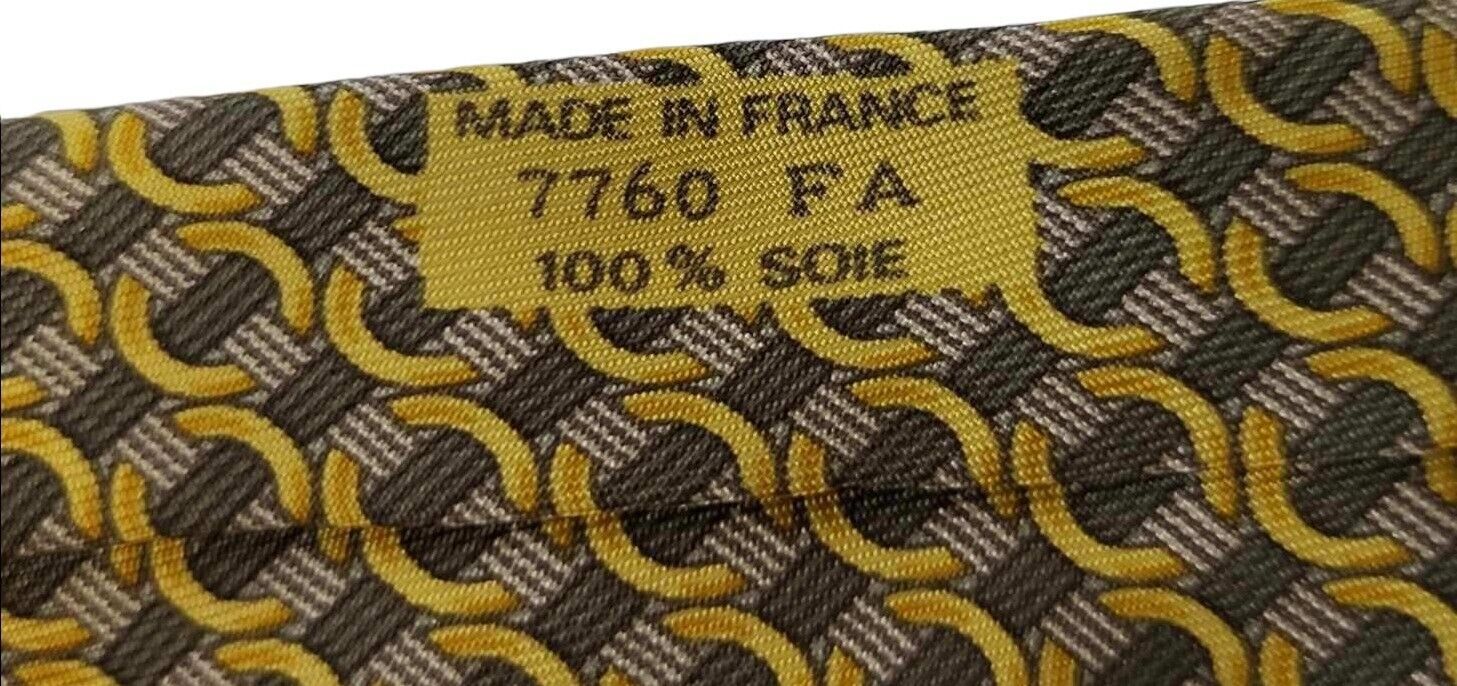 MADE IN FRANCE
7760 FA
100% SOIE